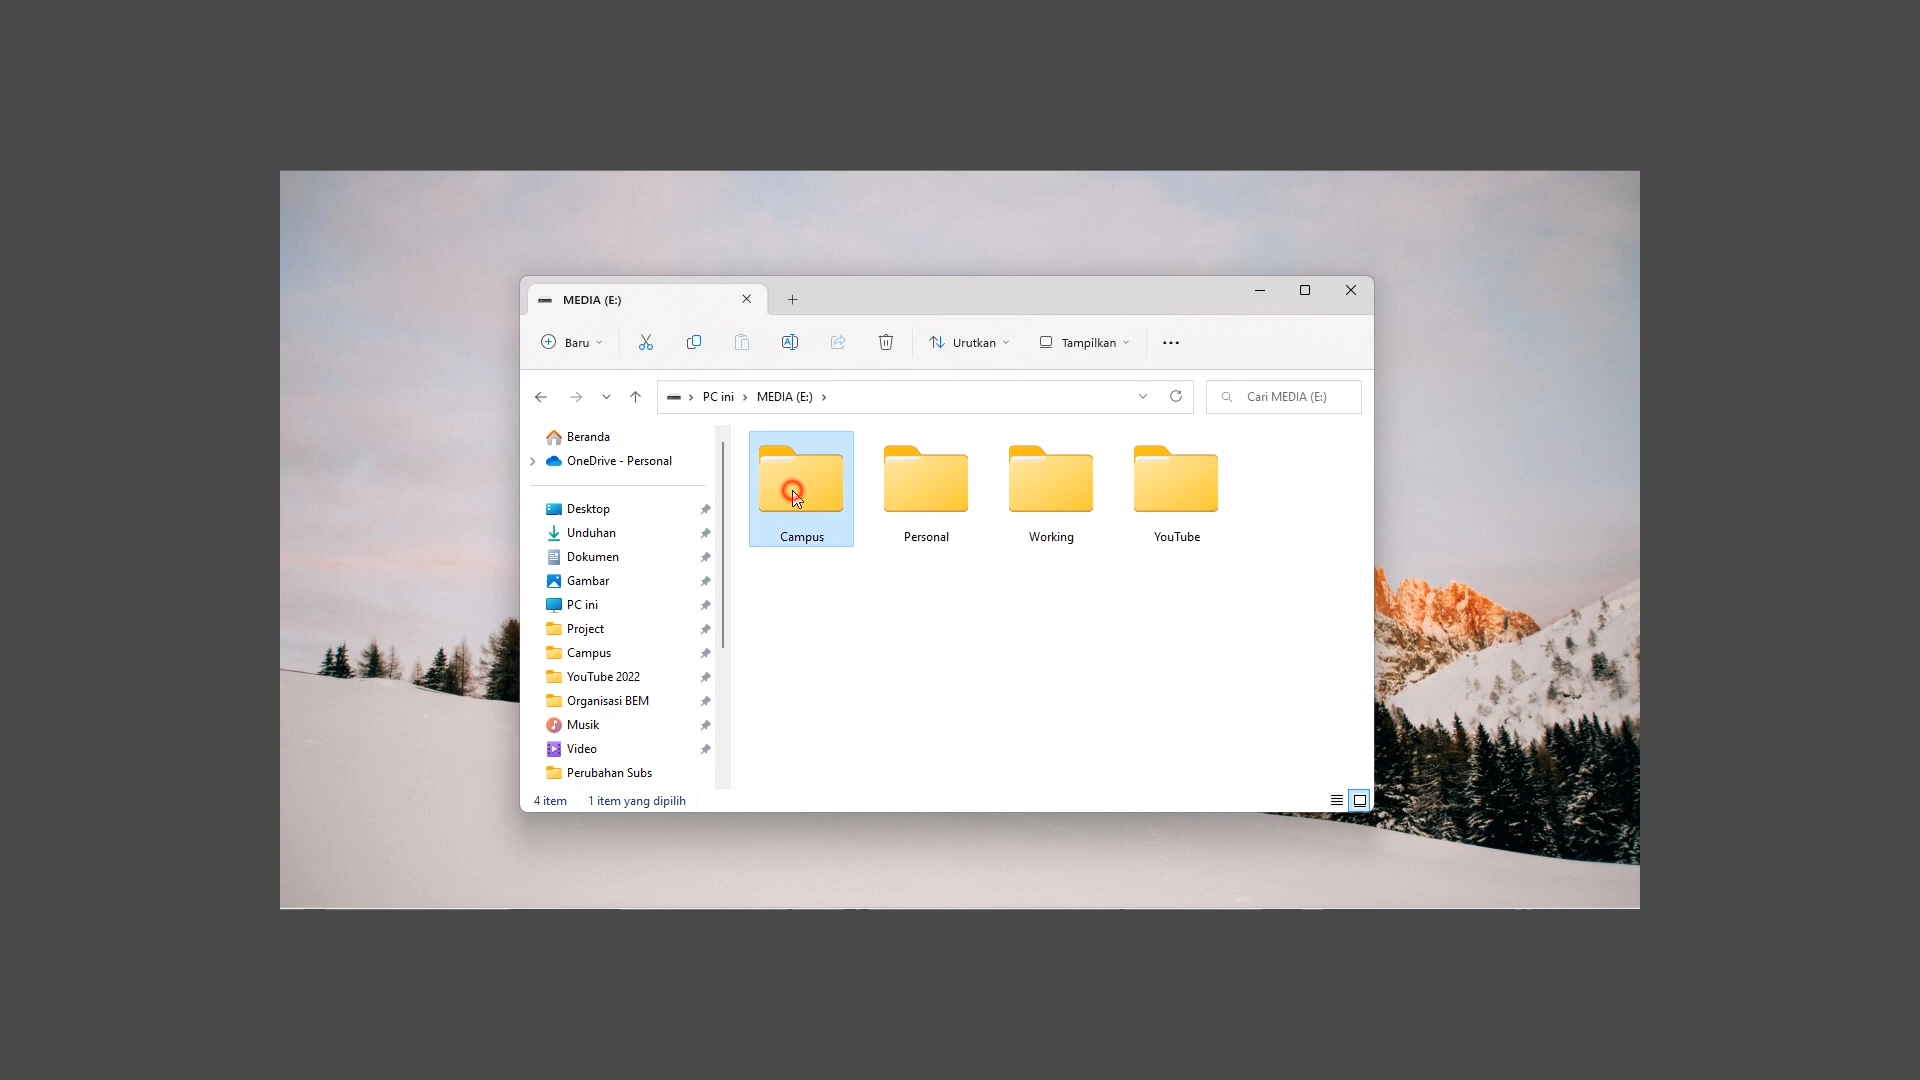 MEDIA (E:)
Baru
Urutkan
Tampilkan
PC ini
MEDIA (E:)
Cari MEDIA (E:)
Beranda
OneDrive - Personal
Desktop
Unduhan
Dokumen
Gambar
PC ini
Project
Campus
YouTube 2022
Organisasi BEM
Musik
Video
Perubahan Subs
Campus
Personal
Working
YouTube
4 item
1 item yang dipilih